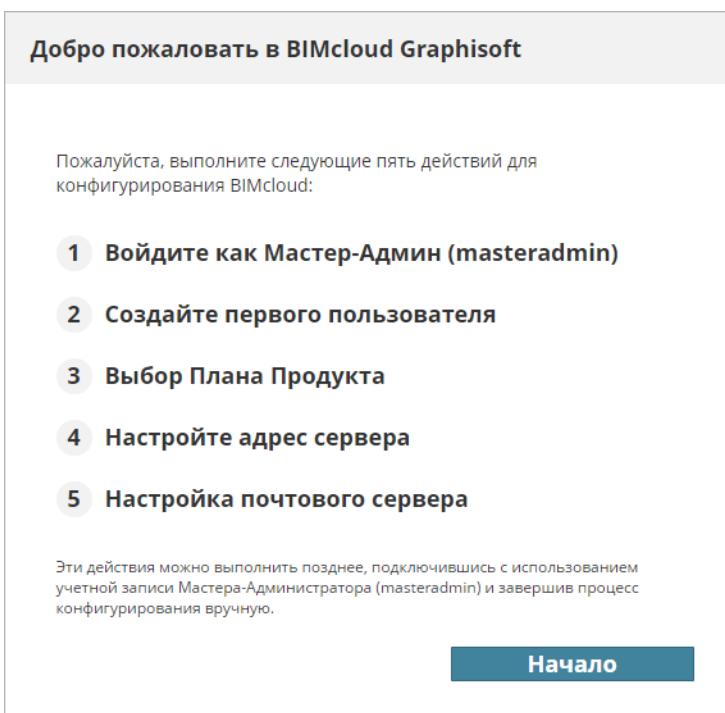 Добро пожаловать в BIMcloud Graphisoft
Пожалуйста, выполните следующие пять действий для
конфигурирования BIMcloud:
1 Войдите как Мастер-Админ (masteradmin)
2 Создайте первого пользователя
3 Выбор Плана Продукта
4 Настройте адрес сервера
5 Настройка почтового сервера
Эти действия можно выполнить позднее, подключившись с использованием
учетной записи Мастера-Администратора (masteradmin) и завершив процесс
конфигурирования вручную.
Начало